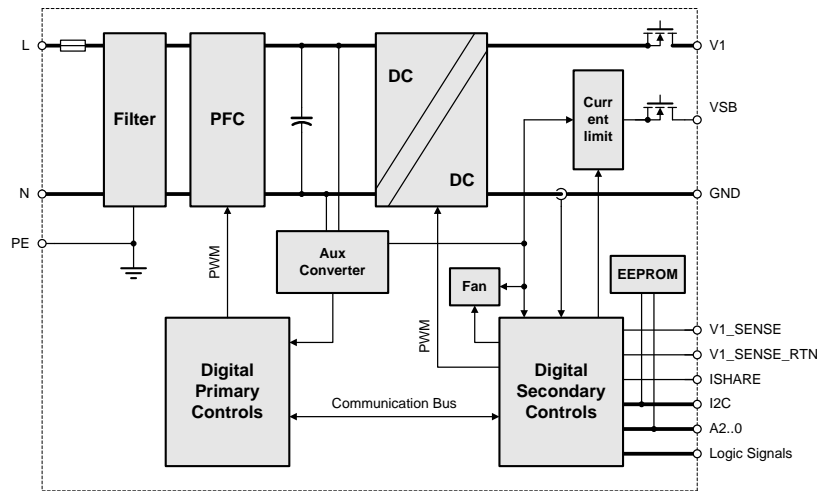 L
V1
DC
Curr
ent
limit
VSB
Filter
PFC
DC
N
GND
PE
PWM
Aux
Converter
EEPROM
Fan
PWM
V1_SENSE
V1_SENSE_RTN
Digital
Primary
Controls
Digital
Secondary
Controls
ISHARE
Communication Bus
I2C
A2..0
Logic Signals